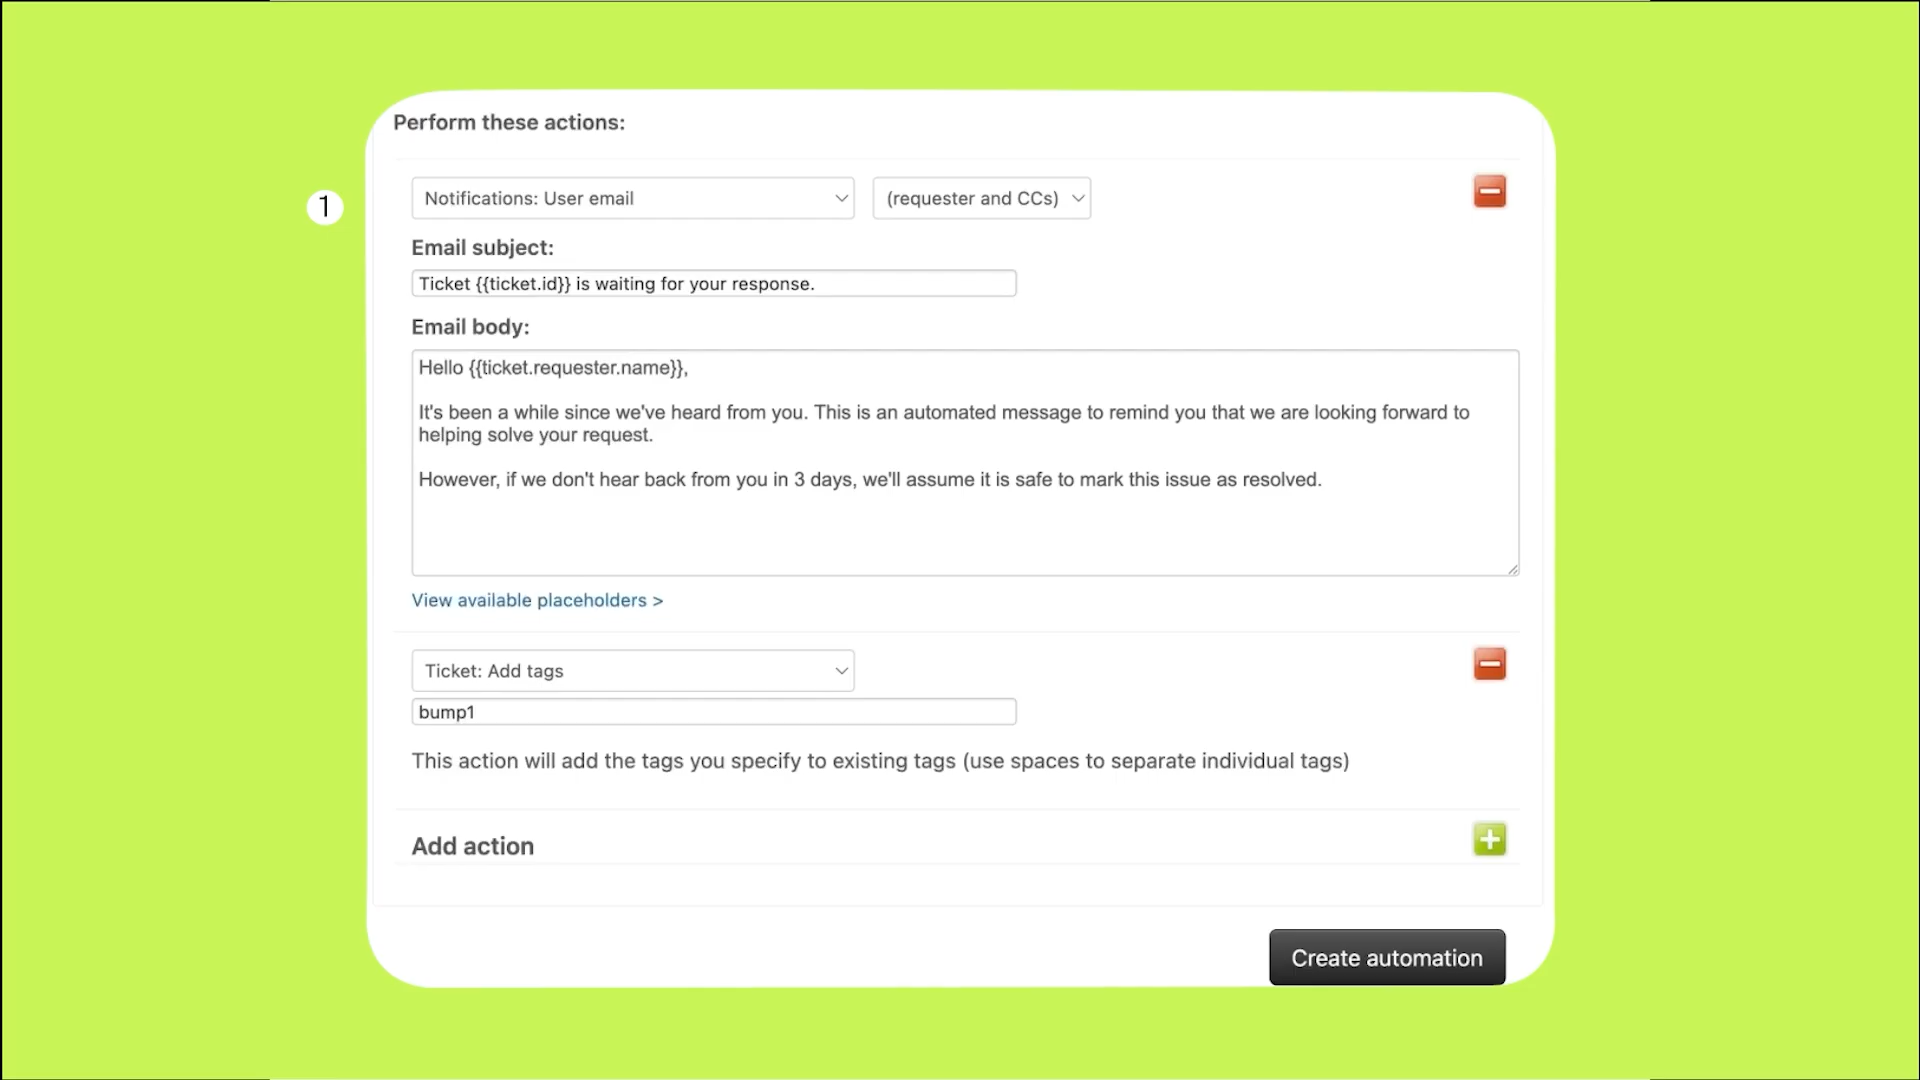 Perform these actions:
1
Notifications: User email
(requester and CCs)
Email subject:
Ticket {{ticket.id}} is waiting for your response.
Email body:
Hello {{ticket.requester.name}},
It's been a while since we've heard from you. This is an automated message to remind you that we are looking forward to
helping solve your request.
However, if we don't hear back from you in 3 days, we'll assume it is safe to mark this issue as resolved.
View available placeholders >
Ticket: Add tags
bump1
This action will add the tags you specify to existing tags (use spaces to separate individual tags)
Add action
Create automation